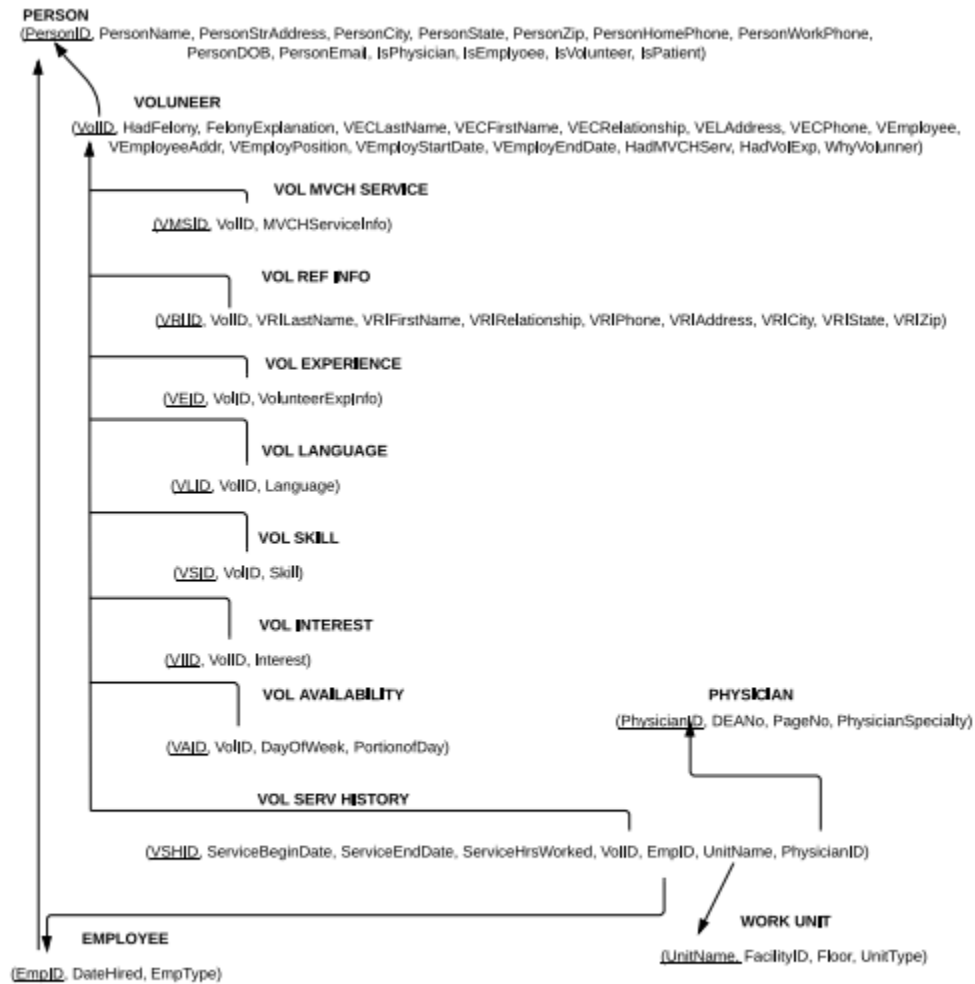 PERSON
(PersonID, PersonName, PersonStrAddress, PersonCity, PersonState, PersonZip, PersonHomePhone, PersonWorkPhone,
PersonDOB, PersonEmail, IsPhysician, IsEmplyoee, IsVolunteer, IsPatient)
VOLUNEER
(VolID, HadFelony, FelonyExplanation, VECLastName, VECFirstName, VECRelationship, VELAddress, VECPhone, VEmployee,
VEmployeeAddr, VEmployPosition, VEmployStartDate, VEmployEndDate, HadMVCHServ, HadVolExp, WhyVolunner)
VOL MVCH SERVICE
(VMSID, VolID, MVCHServiceInfo)
VOL REF INFO
(VRIID, VolID, VRILastName, VRIFirstName, VRIRelationship, VRIPhone, VRIAddress, VRICity, VRIState, VRIZip)
VOL EXPERIENCE
(VEID, VolID, VolunteerExpInfo)
VOL LANGUAGE
(VLID, VolID, Language)
VOL SKILL
(VSID, VolID, Skill)
VOL INTEREST
(VIID, VolID, Interest)
VOL AVAILABILITY
(VAID, VolID, DayOfWeek, PortionofDay)
PHYSICIAN
(PhysicianID, DEANo, PageNo, PhysicianSpecialty)
VOL SERV HISTORY
(VSHID, ServiceBeginDate, ServiceEndDate, ServiceHrsWorked, VolID, EmpID, UnitName, PhysicianID)
WORK UNIT
(UnitName, FacilityID, Floor, UnitType)
EMPLOYEE
(EmpID, DateHired, EmpType)